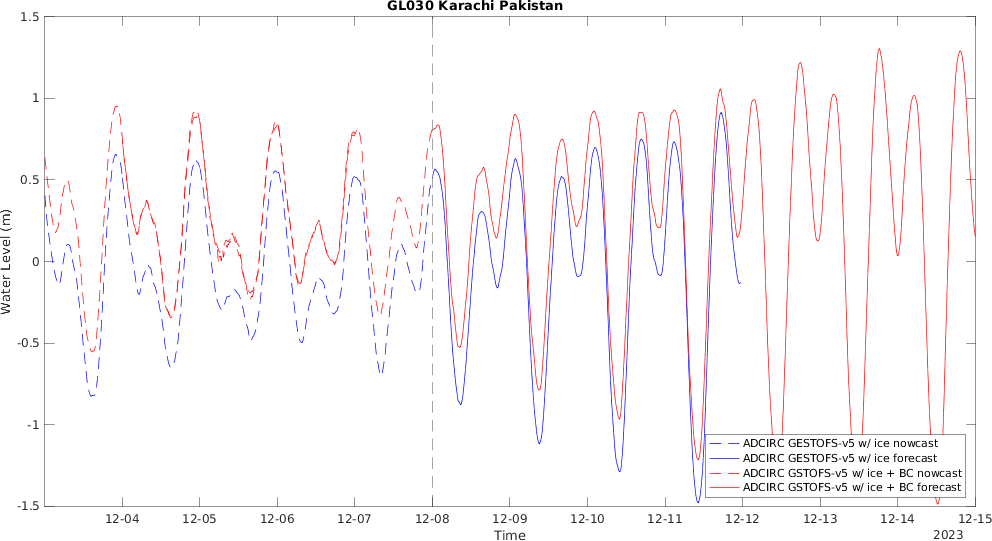 GL030 Karachi Pakistan
1.5
1
0.5
0
-0.5
-1
-1.5
Water Level (m)
ADCIRC GESTOFS-v5 w/ ice nowcast
ADCIRC GESTOFS-v5 w/ ice forecast
ADCIRC GSTOFS-v5 w/ ice + BC nowcast
ADCIRC GSTOFS-v5 w/ ice + BC forecast
12-04 12-05 12-06 12-07 12-08 12-09 12-10 12-11 12-12 12-13 12-14 12-15
Time
2023